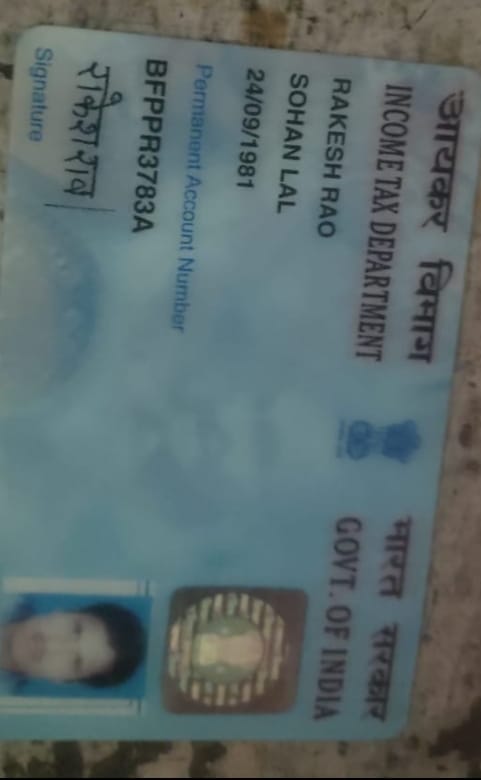 आयकर विभाग
INCOME TAX DEPARTMENT
भारत सरकार
GOVT. OF INDIA
RAKESH RAO
SOHAN LAL
24/09/1981
Permanent Account Number
BFPPR3783A
राकेश राव
Signature